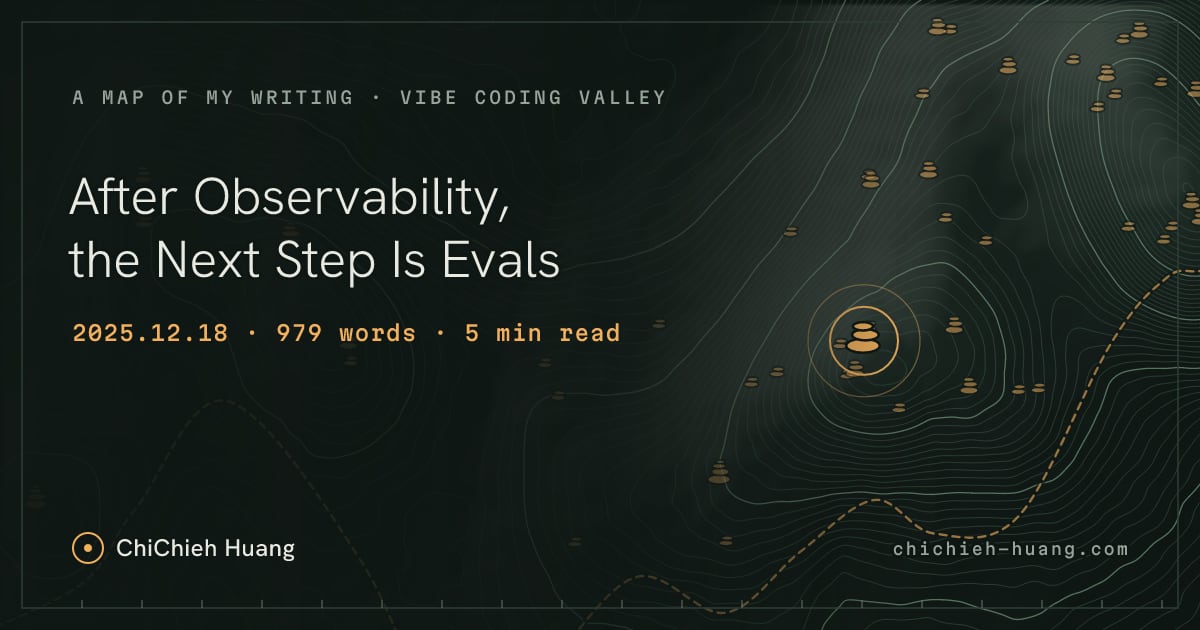 A MAP OF MY WRITING · VIBE CODING VALLEY
After Observability,
the Next Step Is Evals
2025.12.18 · 979 words · 5 min read
ChiChieh Huang
chichieh-huang.com